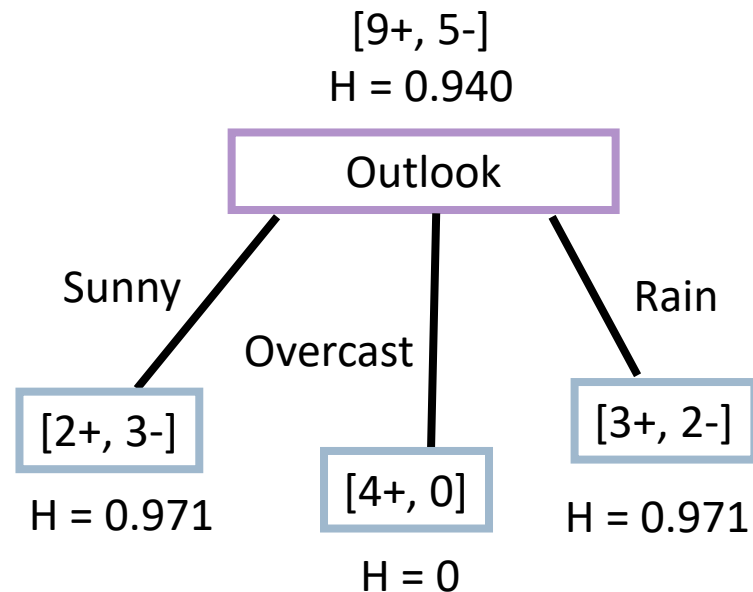 [9+, 5-]
H = 0.940
Outlook
Sunny
Rain
Overcast
[2+, 3-]
[3+, 2-]
[4+, 0]
H = 0.971
H = 0.971
H = 0